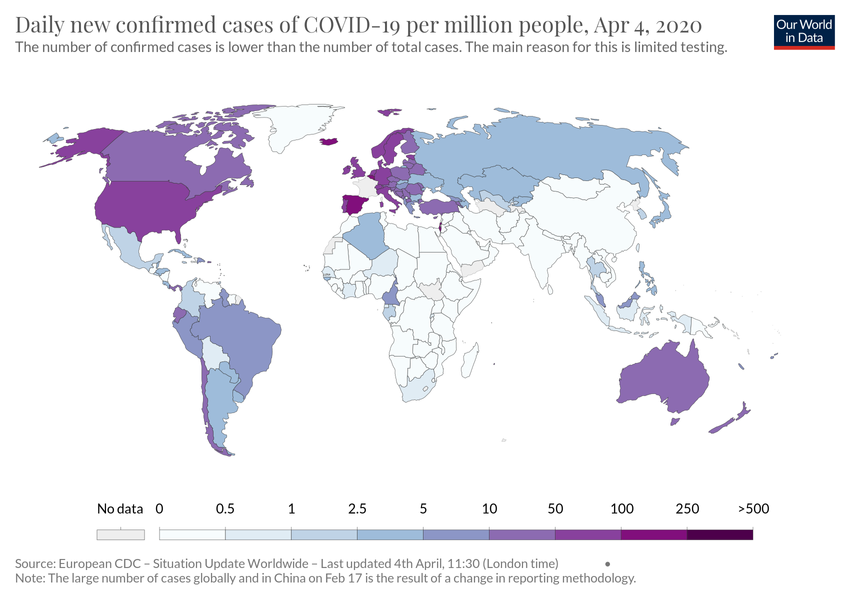 Daily new confirmed cases of COVID-19 per million people, Apr 4, 2020
Our World
in Data
The number of confirmed cases is lower than the number of total cases. The main reason for this is limited testing.
No data 0 0.5 1 2.5 5 10 50 100 250 >500
Source: European CDC – Situation Update Worldwide – Last updated 4th April, 11:30 (London time)
Note: The large number of cases globally and in China on Feb 17 is the result of a change in reporting methodology.